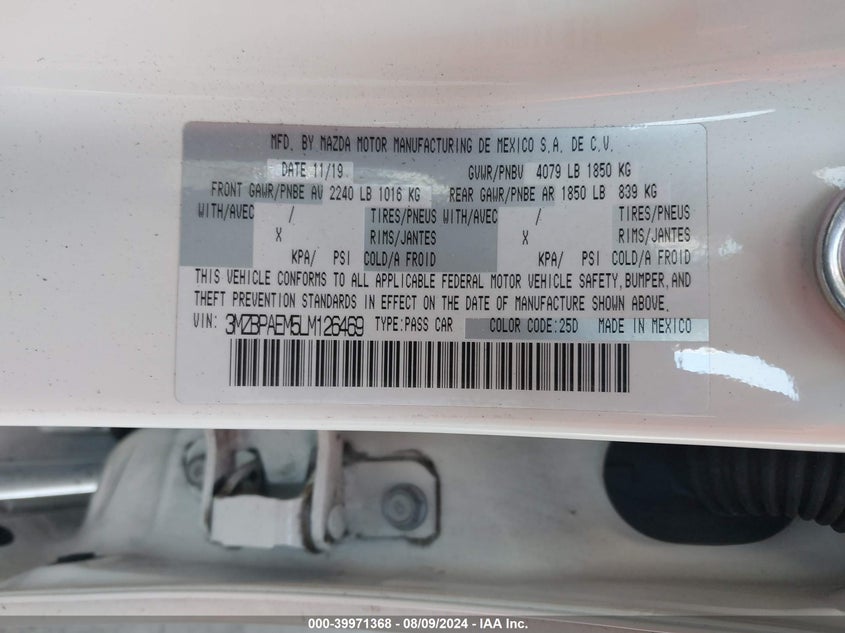 MFD. BY MAZDA MOTOR MANUFACTURING DE MEXICO S.A. DE C.V.
DATE 11/19 GVWR/PNBV 4079 LB 1850 KG
FRONT GAWR/PNBE AV 2240 LB 1016 KG REAR GAWR/PNBE AR 1850 LB 839 KG
WITH/AVEC / TIRES/PNEUS WITH/AVEC / TIRES/PNEUS
X RIMS/JANTES X RIMS/JANTES
KPA/ PSI COLD/A FROID KPA/ PSI COLD/A FROID
THIS VEHICLE CONFORMS TO ALL APPLICABLE FEDERAL MOTOR VEHICLE SAFETY, BUMPER, AND
THEFT PREVENTION STANDARDS IN EFFECT ON THE DATE OF MANUFACTURE SHOWN ABOVE.
VIN: 3MZBPAEM5LM126469 TYPE:PASS CAR COLOR CODE:25D MADE IN MEXICO
000-39971368 - 08/09/2024 - IAA Inc.